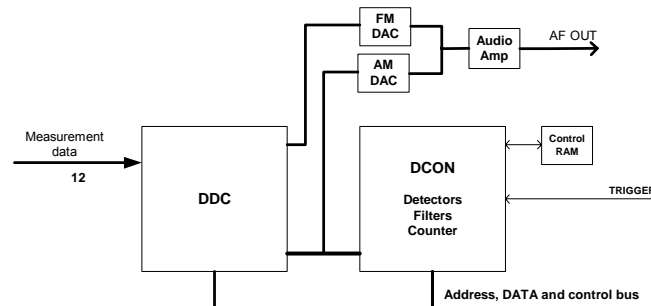 FM
DAC
AM
DAC
Audio
Amp
AF OUT
Measurement
data
12
DDC
DCON
Detectors
Filters
Counter
Control
RAM
TRIGGER
Address, DATA and control bus